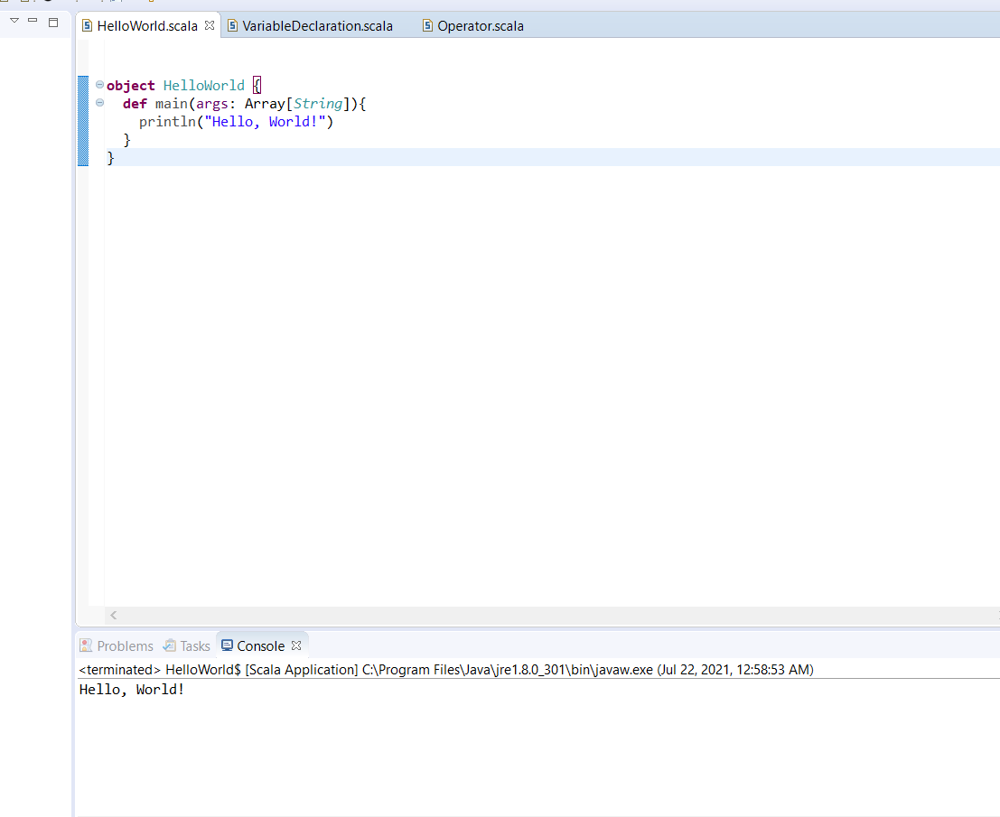 HelloWorld.scala VariableDeclaration.scala Operator.scala
object HelloWorld {
  def main(args: Array[String]){
    println("Hello, World!")
  }
}
Problems Tasks Console
<terminated> HelloWorld$ [Scala Application] C:\Program Files\Java\jre1.8.0_301\bin\javaw.exe (Jul 22, 2021, 12:58:53 AM)
Hello, World!